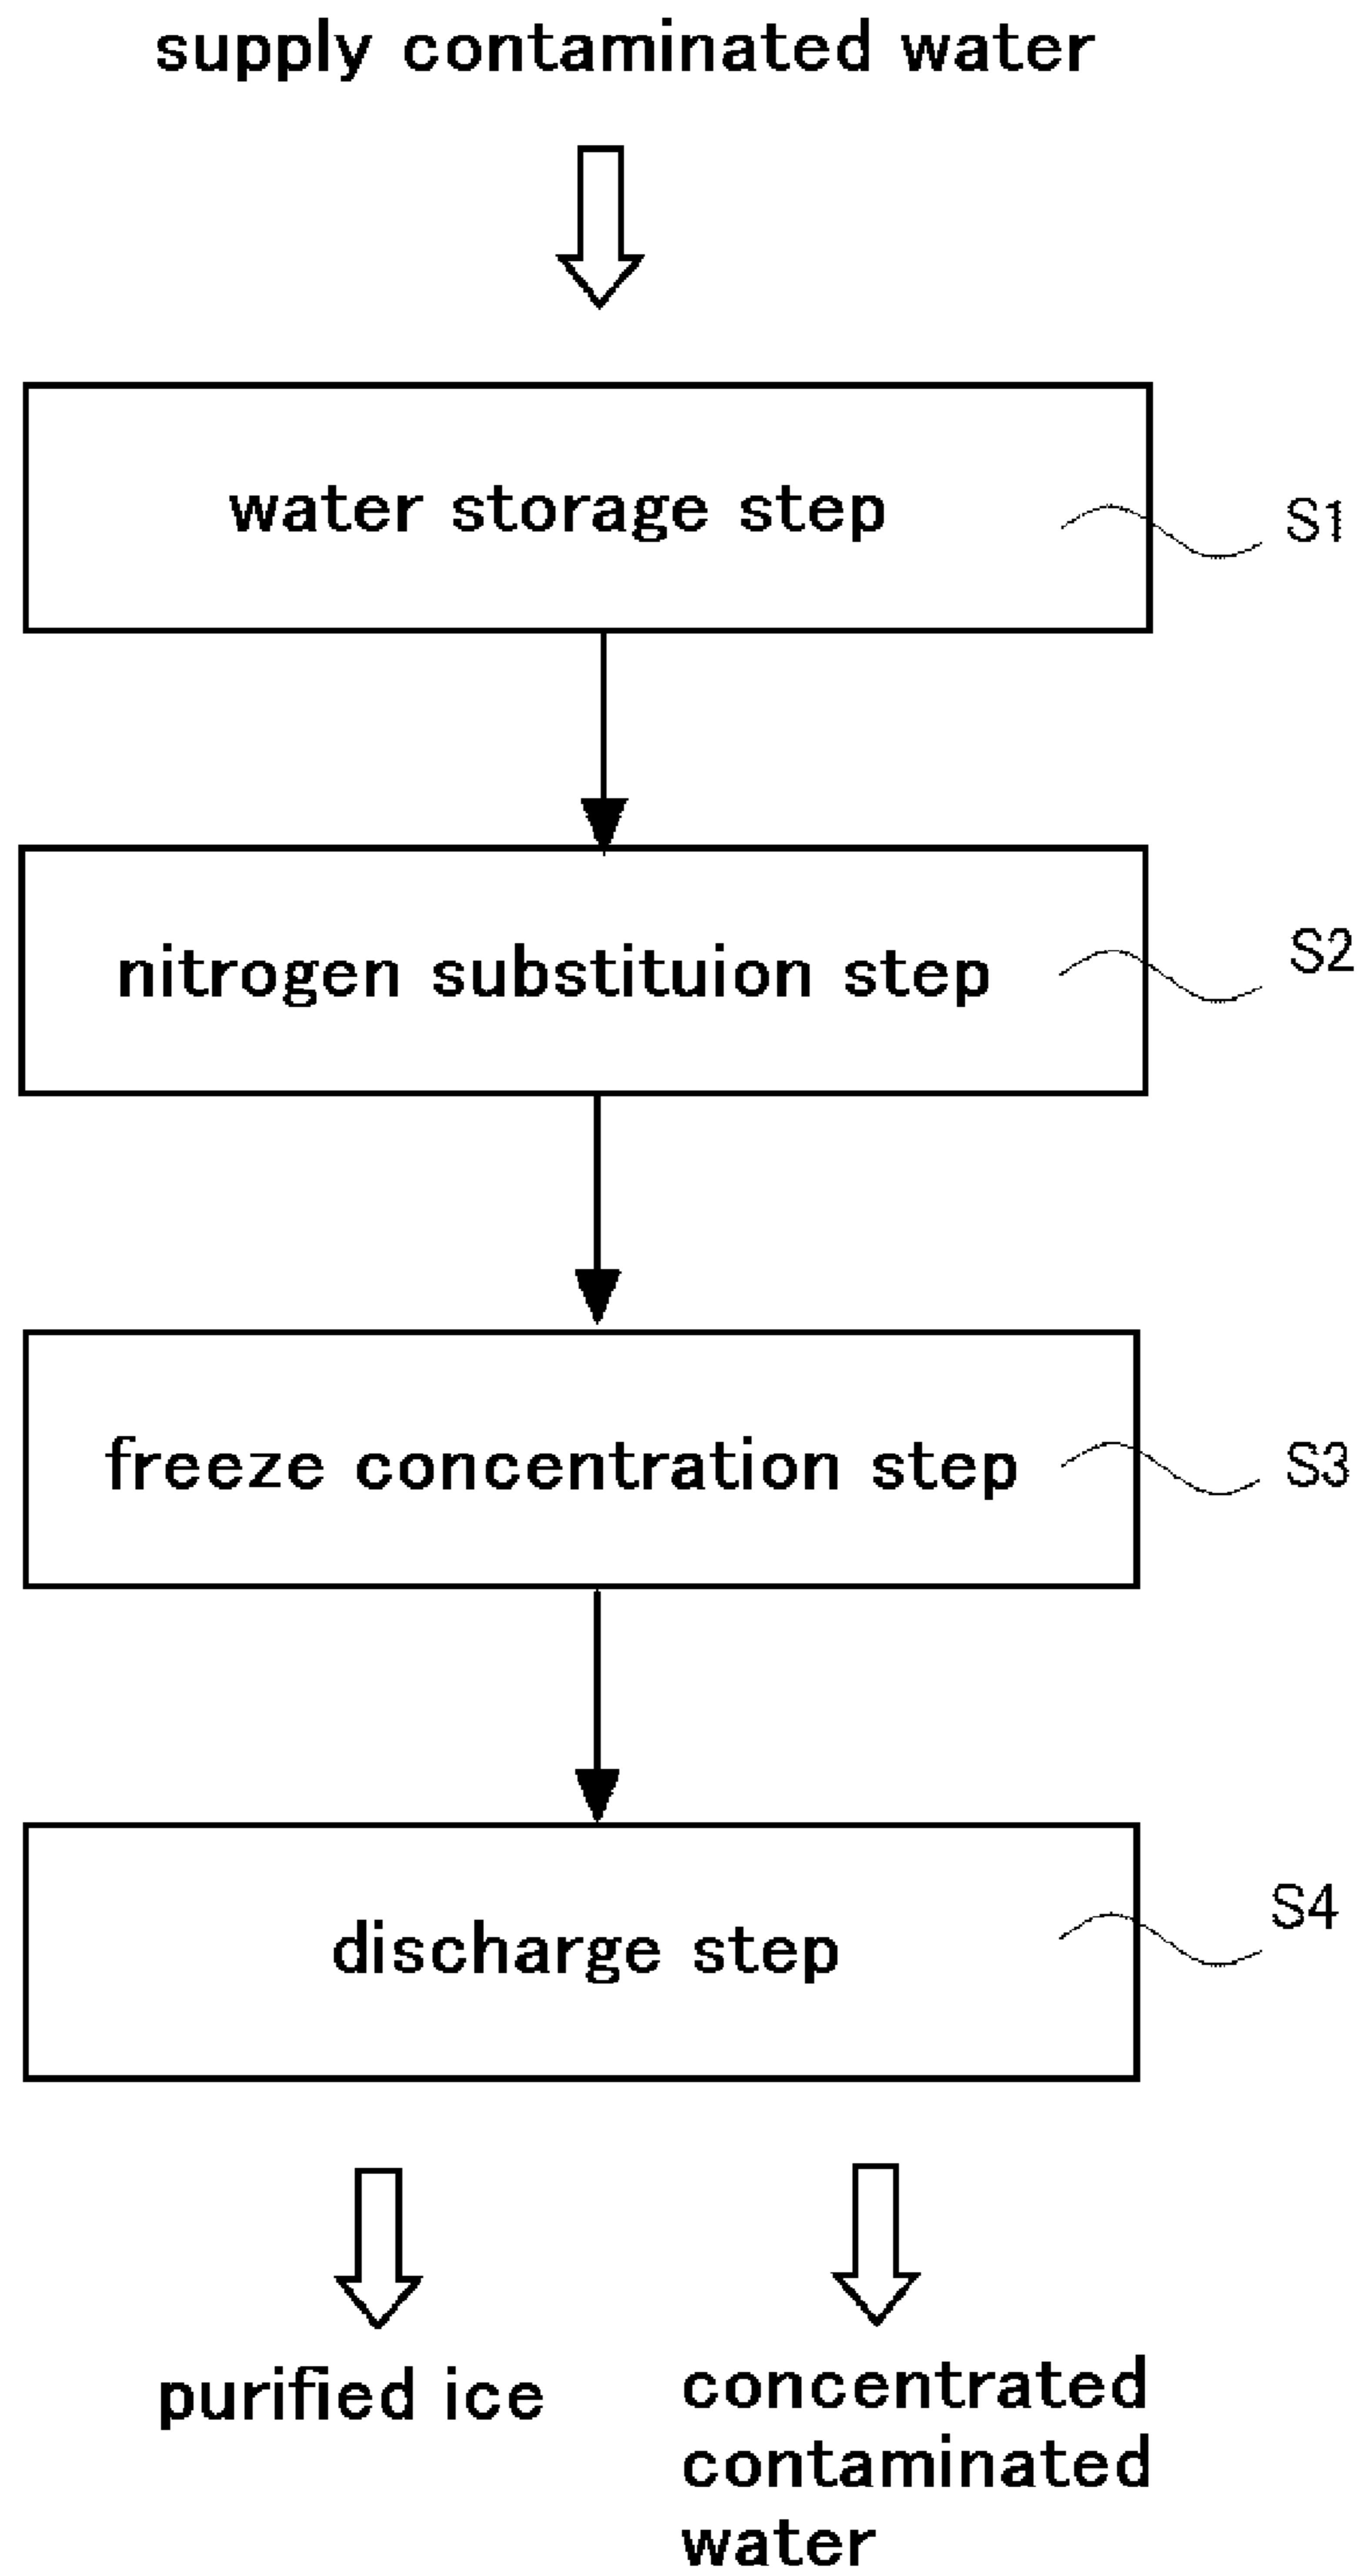 supply contaminated water
water storage step
S1
nitrogen substituion step
S2
freeze concentration step
S3
discharge step
S4
purified ice
concentrated
contaminated
water